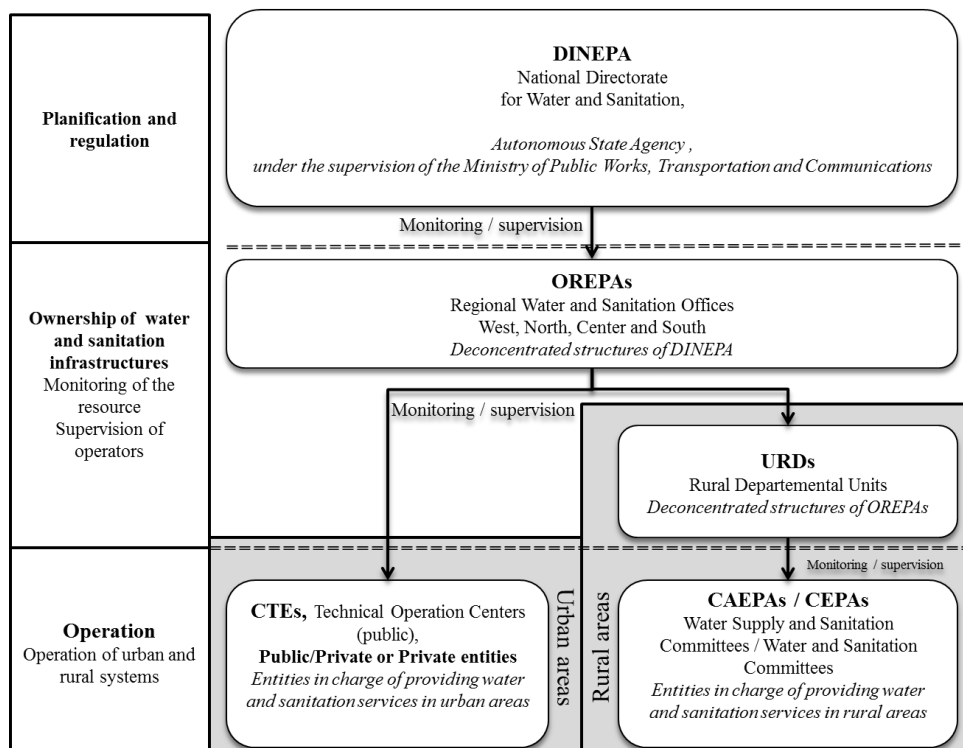 Planification and
regulation
DINEPA
National Directorate
for Water and Sanitation,
Autonomous State Agency ,
under the supervision of the Ministry of Public Works, Transportation and Communications
Monitoring / supervision
Ownership of water
and sanitation
infrastructures
Monitoring of the
resource
Supervision of
operators
OREPAs
Regional Water and Sanitation Offices
West, North, Center and South
Deconcentrated structures of DINEPA
Monitoring / supervision
URDs
Rural Departemental Units
Deconcentrated structures of OREPAs
Monitoring / supervision
Operation
Operation of urban and
rural systems
CTEs, Technical Operation Centers
(public),
Public/Private or Private entities
Entities in charge of providing water
and sanitation services in urban areas
Urban areas
Rural areas
CAEPAs / CEPAs
Water Supply and Sanitation
Committees / Water and Sanitation
Committees
Entities in charge of providing water
and sanitation services in rural areas